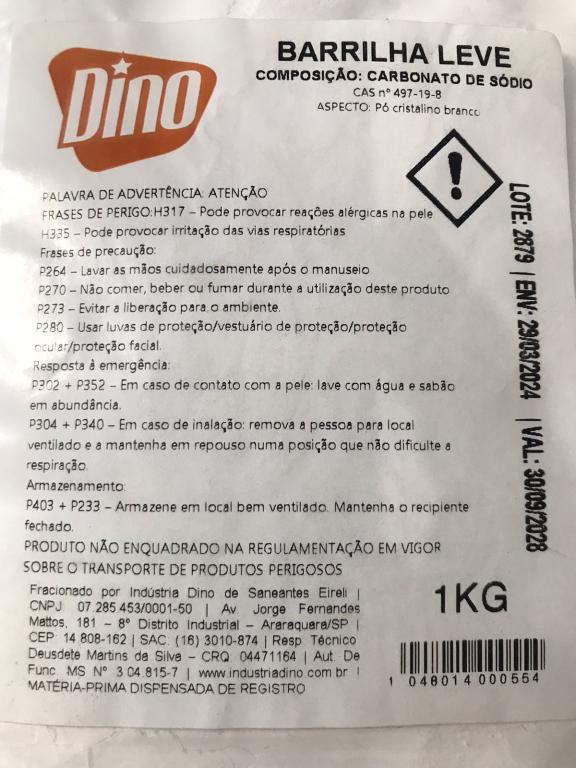 Dino
BARRILHA LEVE
COMPOSIÇÃO: CARBONATO DE SÓDIO
CAS nº 497-19-8
ASPECTO: Pó cristalino branco
PALAVRA DE ADVERTÊNCIA: ATENÇÃO
FRASES DE PERIGO:H317 – Pode provocar reações alérgicas na pele
H335 – Pode provocar irritação das vias respiratórias
Frases de precaução:
P264 – Lavar as mãos cuidadosamente após o manuseio
P270 – Não comer, beber ou fumar durante a utilização deste produto
P273 – Evitar a liberação para o ambiente.
P280 – Usar luvas de proteção/vestuário de proteção/proteção
ocular/proteção facial.
Resposta à emergência:
P302 + P352 – Em caso de contato com a pele: lave com água e sabão
em abundância.
P304 + P340 – Em caso de inalação: remova a pessoa para local
ventilado e a mantenha em repouso numa posição que não dificulte a
respiração.
Armazenamento:
P403 + P233 – Armazene em local bem ventilado. Mantenha o recipiente
fechado.
PRODUTO NÃO ENQUADRADO NA REGULAMENTAÇÃO EM VIGOR
SOBRE O TRANSPORTE DE PRODUTOS PERIGOSOS
Fracionado por Indústria Dino de Saneantes Eireli |
CNPJ: 07.285.453/0001-50 | Av. Jorge Fernandes
Mattos, 181 – 8º Distrito Industrial – Araraquara/SP |
CEP: 14.808-162 | SAC: (16) 3010-874 | Resp. Técnico
Deusdete Martins da Silva – CRQ: 04471164 | Aut. De
Func. MS Nº 3.04.815-7 | www.industriadino.com.br |
MATÉRIA-PRIMA DISPENSADA DE REGISTRO
1KG
1 048014 000554
LOTE: 2879 | ENV: 29/03/2024 | VAL: 30/09/2028